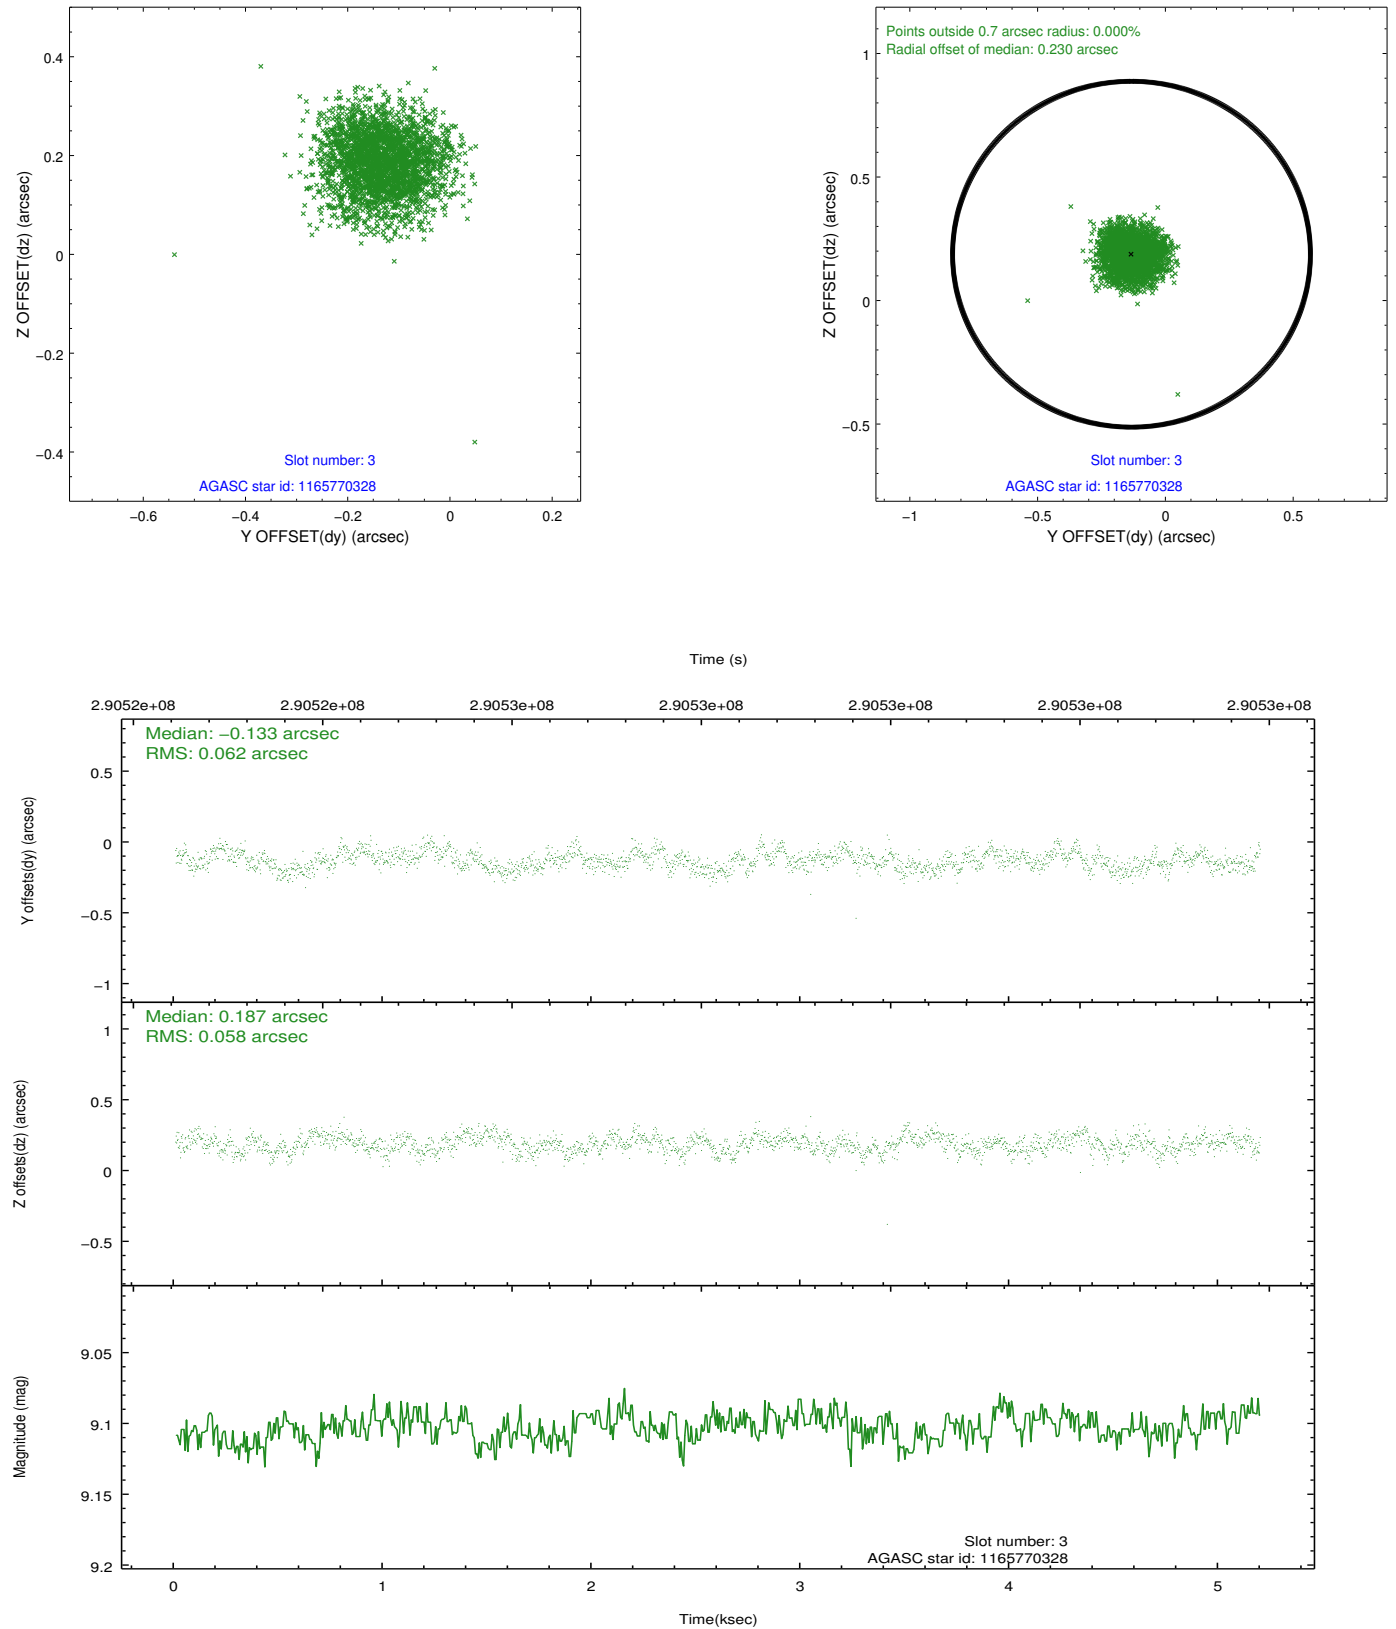 0.4
0.2
0
−0.2
−0.4
Z OFFSET(dz) (arcsec)
Slot number: 3
AGASC star id: 1165770328
−0.6
−0.4
−0.2
0
0.2
Y OFFSET(dy) (arcsec)
Points outside 0.7 arcsec radius: 0.000%
Radial offset of median: 0.230 arcsec
1
0.5
0
−0.5
Z OFFSET(dz) (arcsec)
Slot number: 3
AGASC star id: 1165770328
−1
−0.5
0
0.5
Y OFFSET(dy) (arcsec)
Time (s)
2.9052e+08
2.9052e+08
2.9053e+08
2.9053e+08
2.9053e+08
2.9053e+08
2.9053e+08
Median: −0.133 arcsec
RMS: 0.062 arcsec
0.5
0
−0.5
−1
Y offsets(dy) (arcsec)
Median: 0.187 arcsec
RMS: 0.058 arcsec
1
0.5
0
−0.5
Z offsets(dz) (arcsec)
9.05
9.1
9.15
9.2
Magnitude (mag)
Slot number: 3
AGASC star id: 1165770328
0
1
2
3
4
5
Time(ksec)